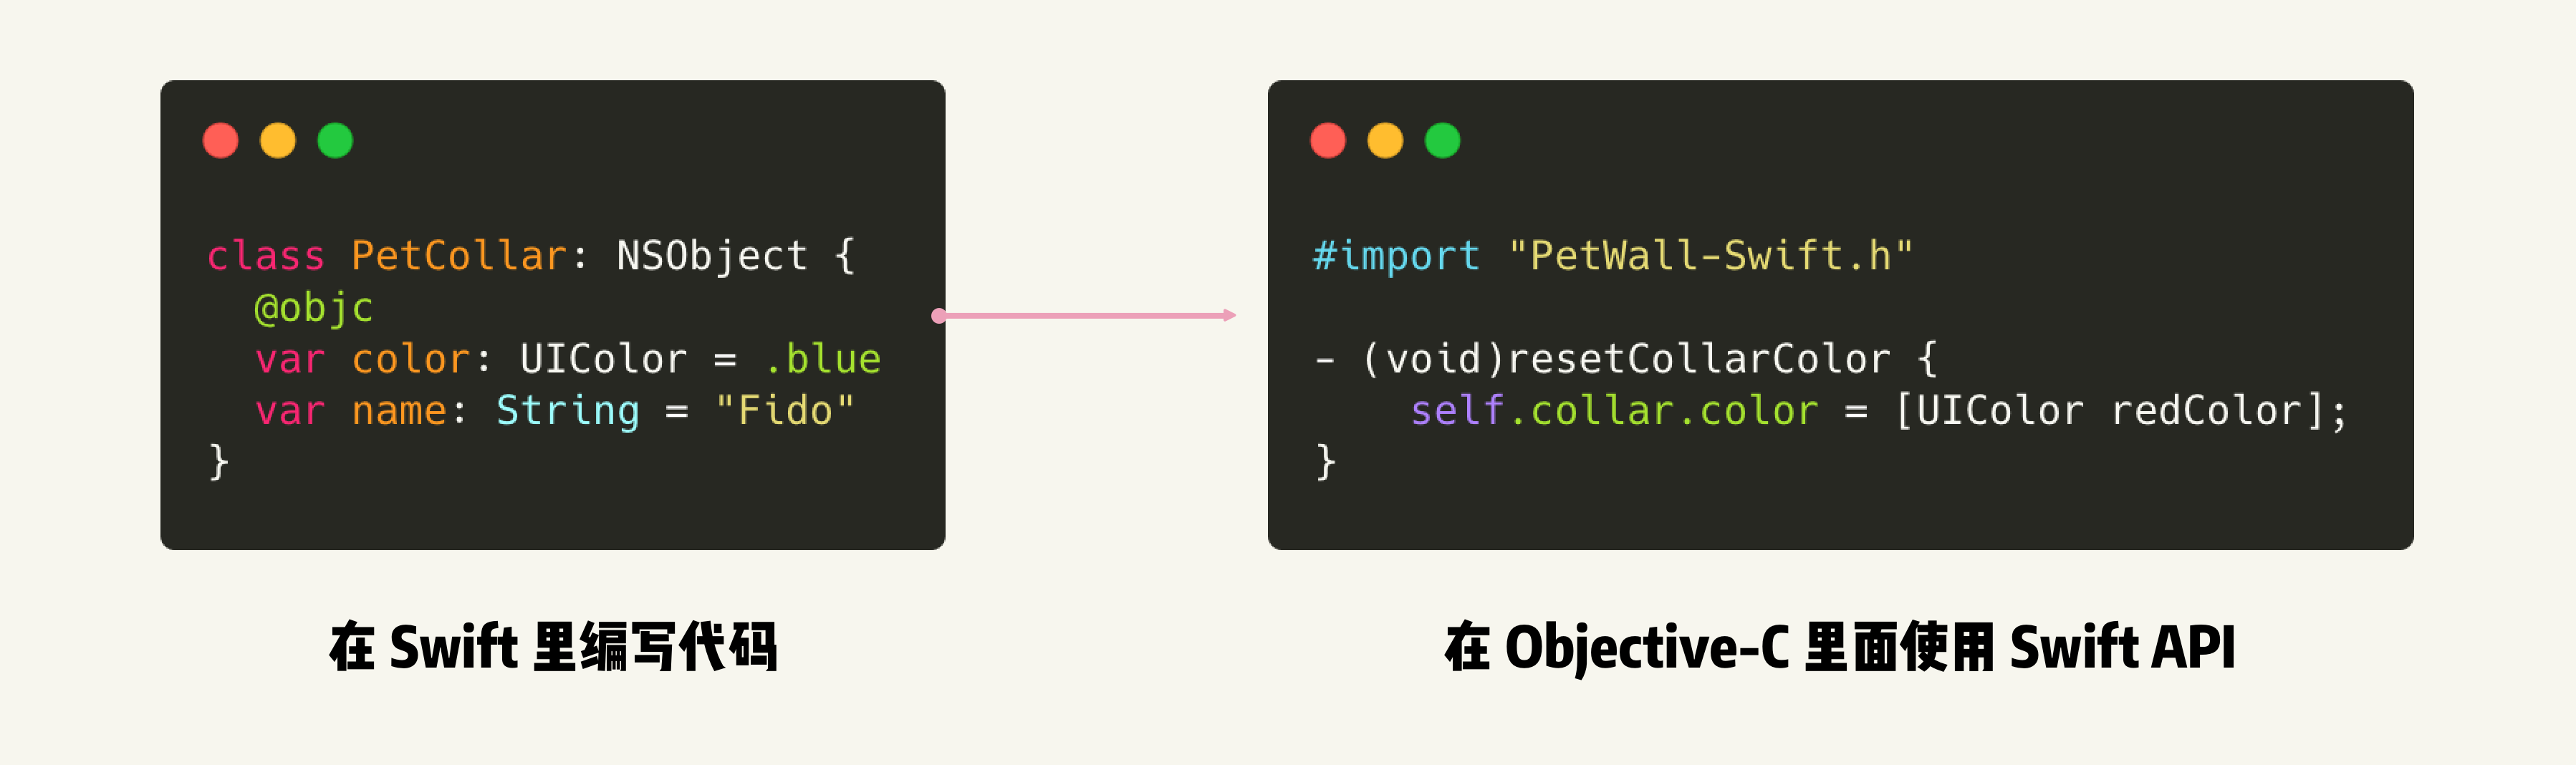 class PetCollar: NSObject {
  @objc
  var color: UIColor = .blue
  var name: String = "Fido"
}
在 Swift 里编写代码
#import "PetWall-Swift.h"
- (void)resetCollarColor {
    self.collar.color = [UIColor redColor];
}
在 Objective-C 里面使用 Swift API